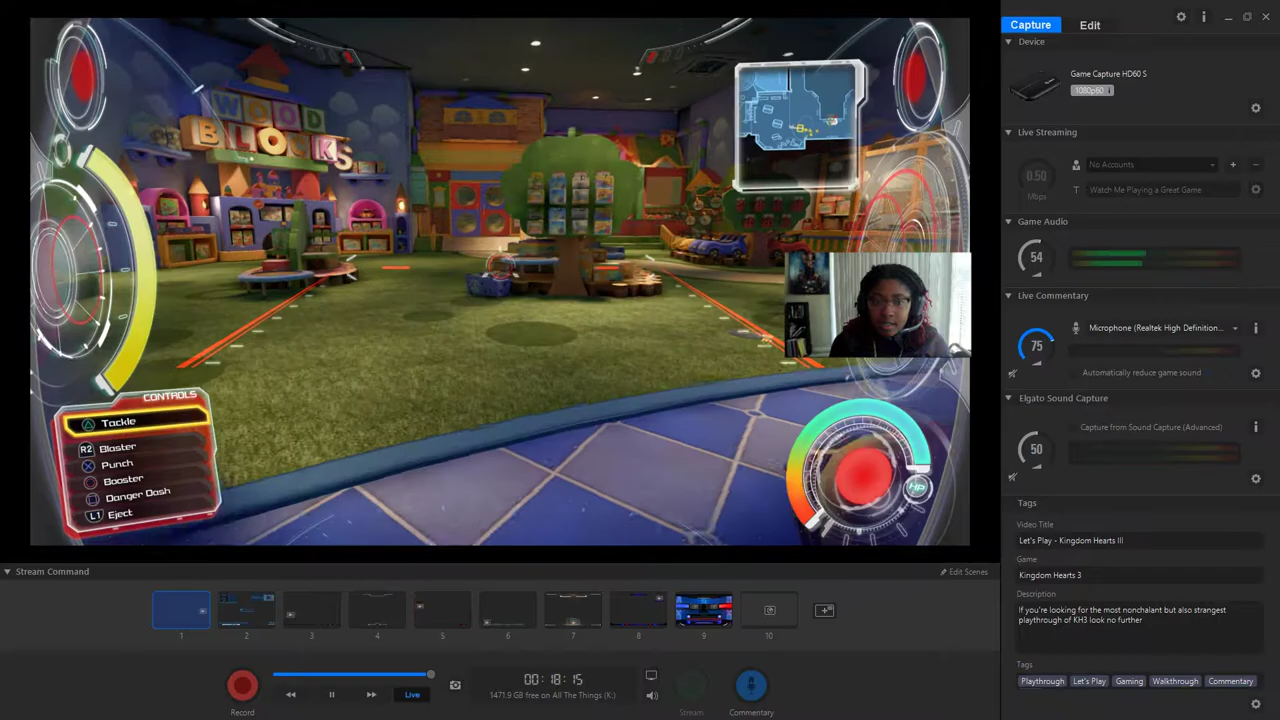 Capture
Edit
Device
Game Capture HD60 S
1080p60
Live Streaming
0.50
Mbps
No Accounts
Watch Me Playing a Great Game
Game Audio
54
Live Commentary
75
Microphone (Realtek High Definition...
Automatically reduce game sound
Elgato Sound Capture
50
Capture from Sound Capture (Advanced)
Tags
Video Title
Let's Play - Kingdom Hearts III
Game
Kingdom Hearts 3
Description
If you're looking for the most nonchalant but also strangest
playthrough of KH3 look no further
Tags
Playthrough
Let's Play
Gaming
Walkthrough
Commentary
WOOD
BLOCKS
CONTROLS
Tackle
R2 Blaster
Punch
Booster
Danger Dash
L1 Eject
HP
Stream Command
Edit Scenes
1
2
3
4
5
6
7
8
9
10
Record
Live
00:18:15
1471.9 GB free on All The Things (K:)
Stream
Commentary